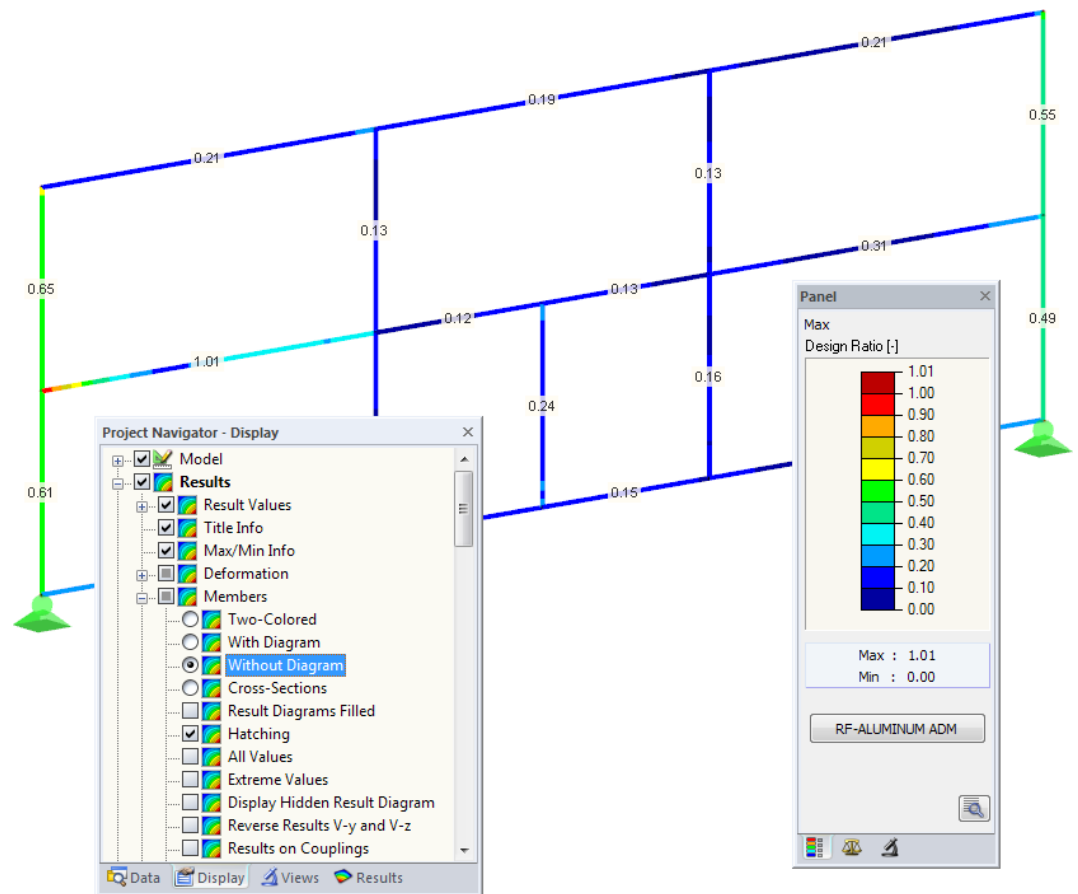 0.21
0.19
0.21
0.55
0.13
0.13
0.31
0.65
0.13
0.12
1.01
0.49
0.16
0.24
0.61
0.15
Project Navigator - Display
Model
Results
Result Values
Title Info
Max/Min Info
Deformation
Members
Two-Colored
With Diagram
Without Diagram
Cross-Sections
Result Diagrams Filled
Hatching
All Values
Extreme Values
Display Hidden Result Diagram
Reverse Results V-y and V-z
Results on Couplings
Data Display Views Results
Panel
Max
Design Ratio [-]
1.01
1.00
0.90
0.80
0.70
0.60
0.50
0.40
0.30
0.20
0.10
0.00
Max : 1.01
Min : 0.00
RF-ALUMINUM ADM